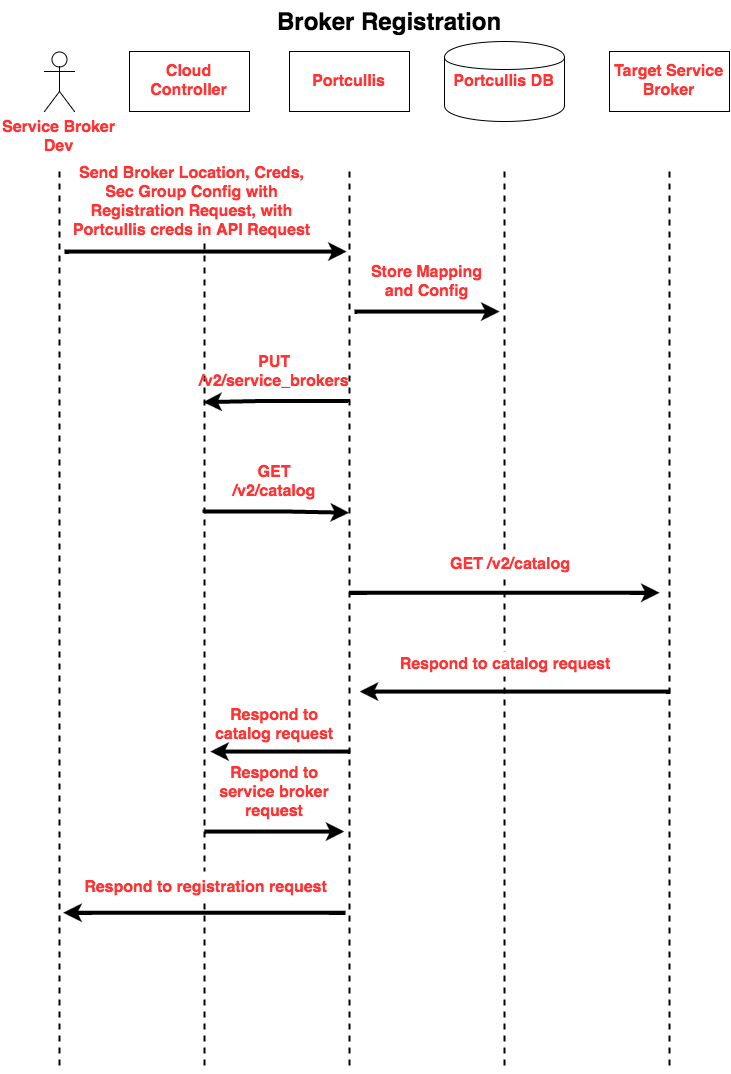 Broker Registration
Cloud
Controller
Portcullis
Portcullis DB
Target Service
Broker
Service Broker
Dev
Send Broker Location, Creds,
Sec Group Config with
Registration Request, with
Portcullis creds in API Request
Store Mapping
and Config
PUT
/v2/service_brokers
GET
/v2/catalog
GET /v2/catalog
Respond to catalog request
Respond to
catalog request
Respond to
service broker
request
Respond to registration request